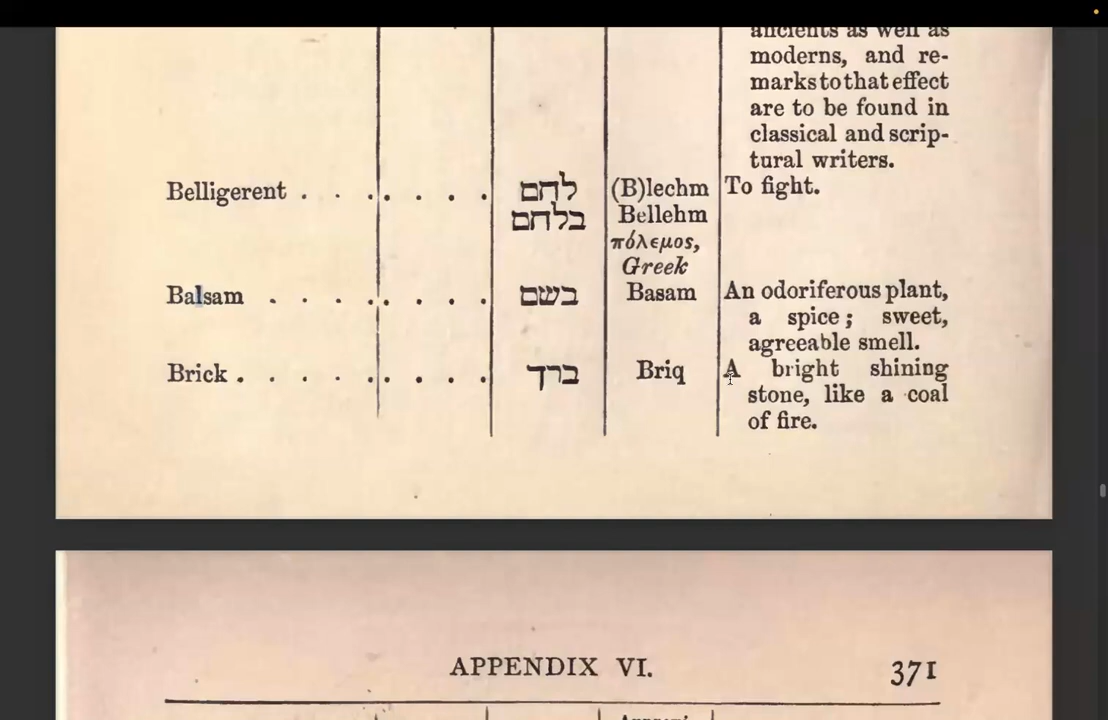 ancients as well as
moderns, and re-
marks to that effect
are to be found in
classical and scrip-
tural writers.
Belligerent . . . . . . . . לחם (B)lechm To fight.
בלחם Bellehm
πόλεμος,
Greek
Balsam . . . . . . . . בשם Basam An odoriferous plant,
a spice; sweet,
agreeable smell.
Brick . . . . . . . . . ברך Briq A bright shining
stone, like a coal
of fire.
APPENDIX VI. 371